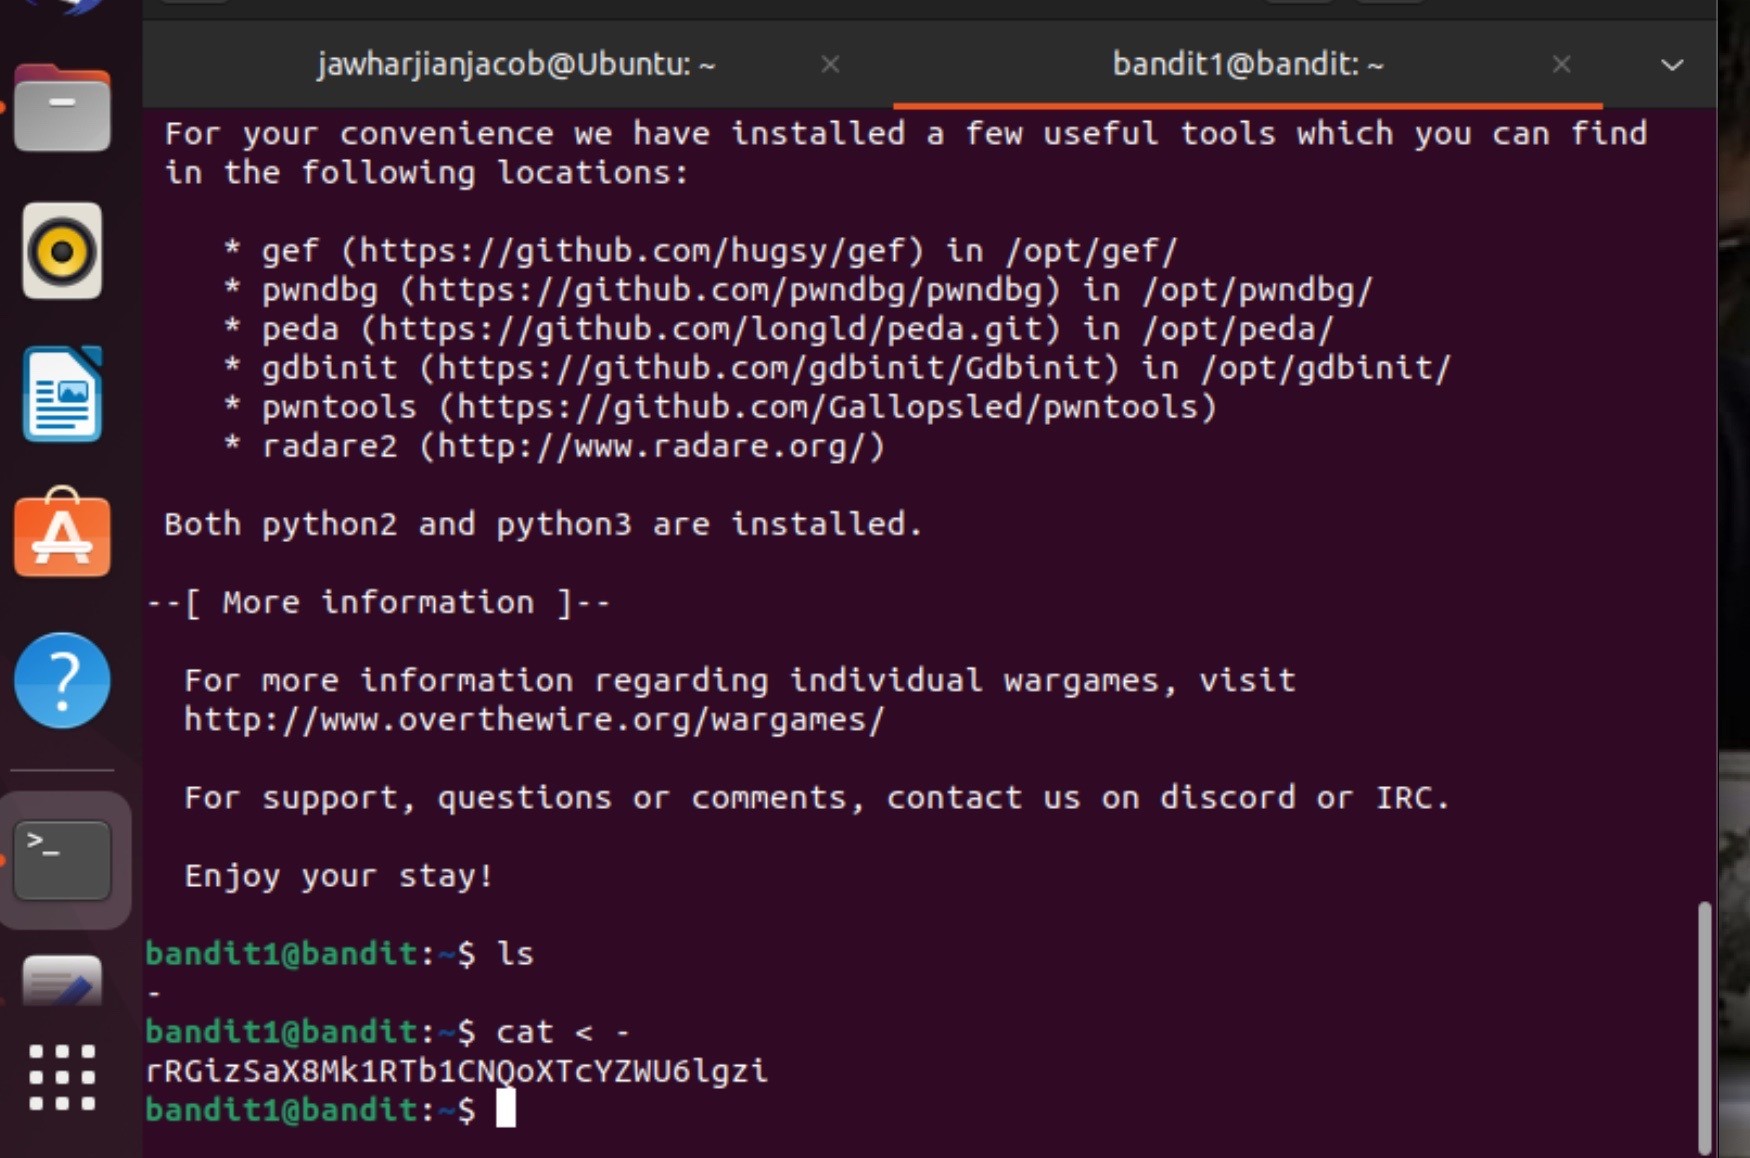 jawharjianjacob@Ubuntu: ~
bandit1@bandit: ~
For your convenience we have installed a few useful tools which you can find
in the following locations:
* gef (https://github.com/hugsy/gef) in /opt/gef/
* pwndbg (https://github.com/pwndbg/pwndbg) in /opt/pwndbg/
* peda (https://github.com/longld/peda.git) in /opt/peda/
* gdbinit (https://github.com/gdbinit/Gdbinit) in /opt/gdbinit/
* pwntools (https://github.com/Gallopsled/pwntools)
* radare2 (http://www.radare.org/)
Both python2 and python3 are installed.
--[ More information ]--
For more information regarding individual wargames, visit
http://www.overthewire.org/wargames/
For support, questions or comments, contact us on discord or IRC.
Enjoy your stay!
bandit1@bandit:~$ ls
-
bandit1@bandit:~$ cat < -
rRGizSaX8Mk1RTb1CNQoXTcYZWU6lgzi
bandit1@bandit:~$